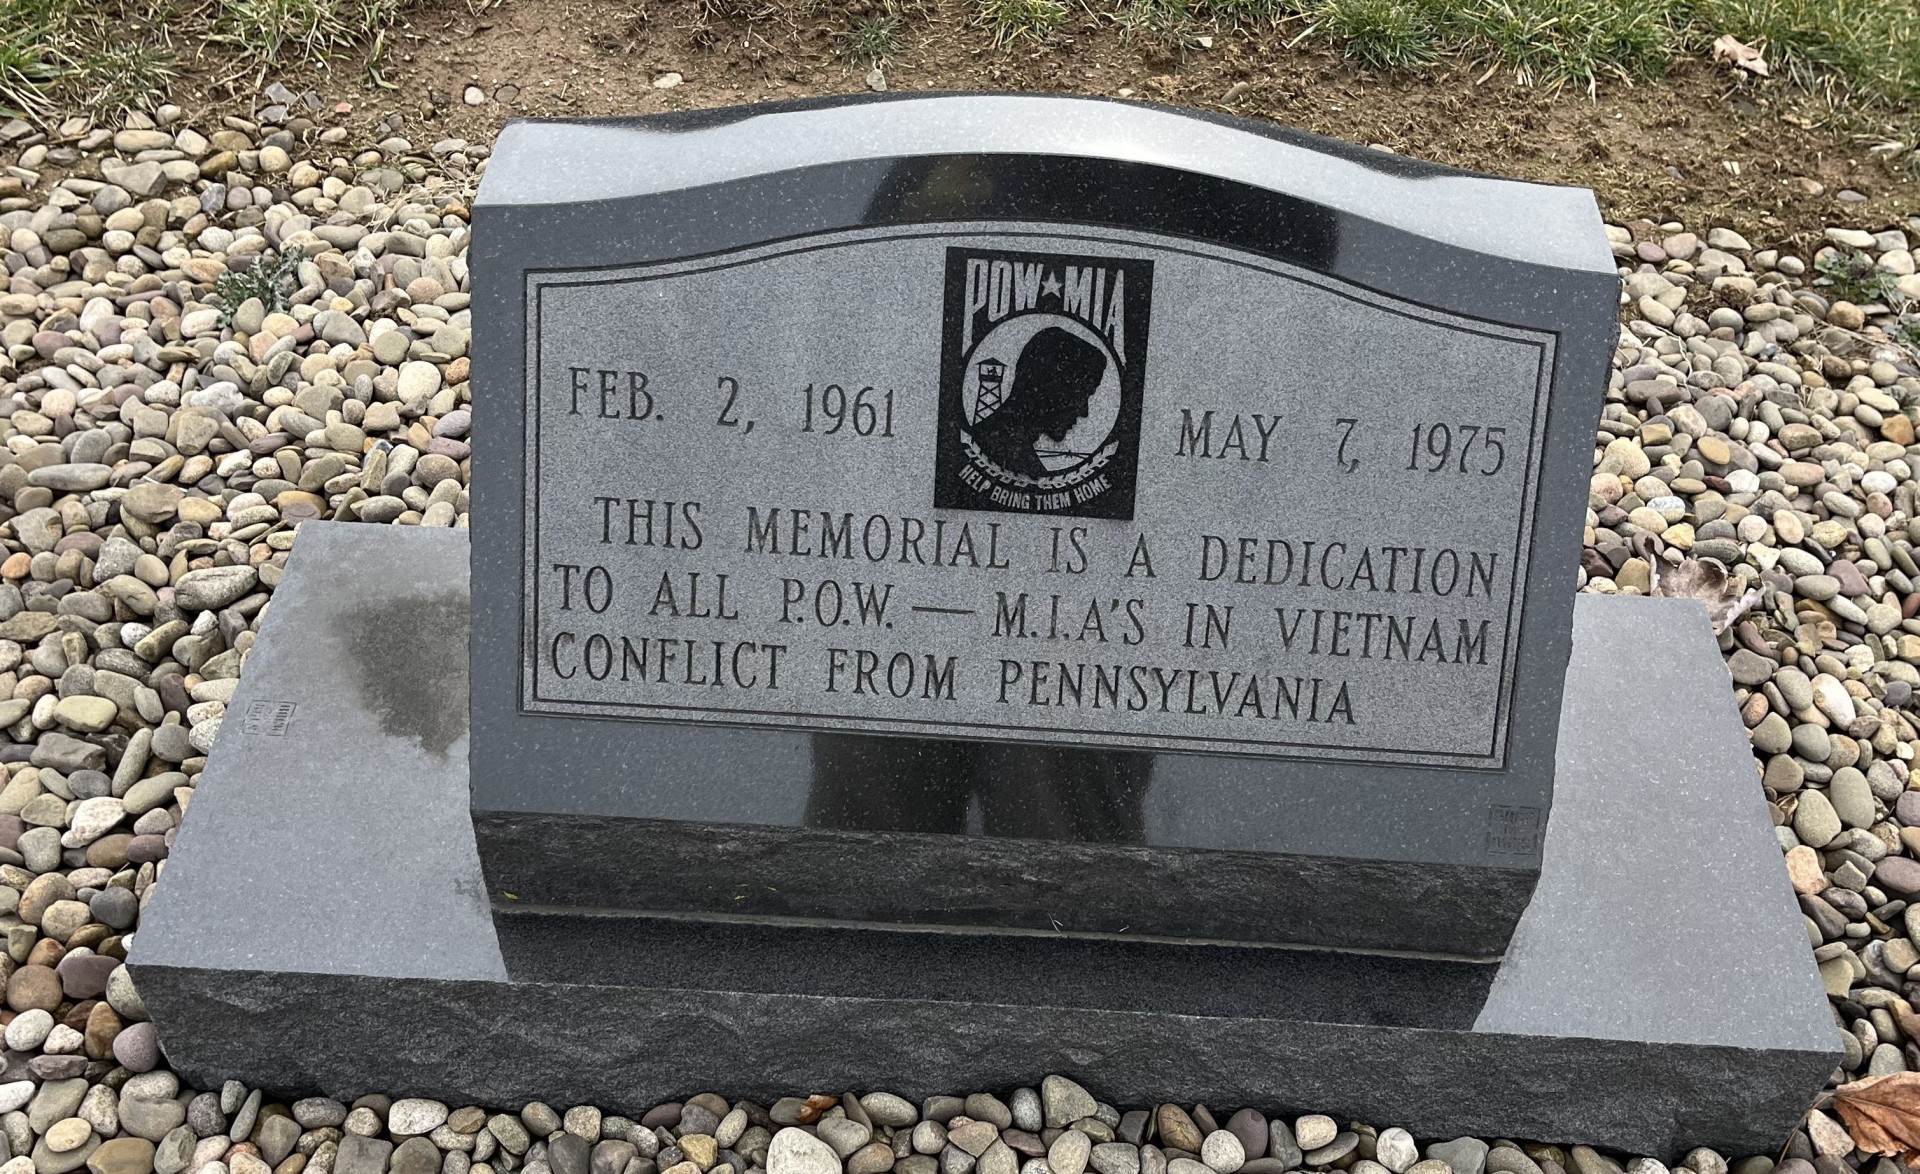 POW★MIA
FEB. 2, 1961
MAY 7, 1975
HELP BRING THEM HOME
THIS MEMORIAL IS A DEDICATION
TO ALL P.O.W. — M.I.A'S IN VIETNAM
CONFLICT FROM PENNSYLVANIA